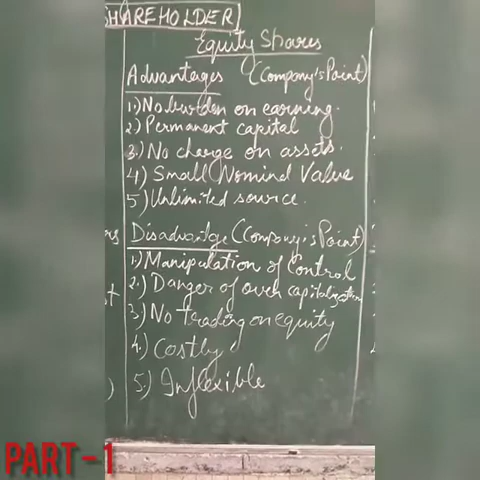 SHAREHOLDER
Equity Shares
Advantages (Company's Point)
1.) No burden on earning.
2.) Permanent capital
3.) No charge on assets.
4) Small Nominal Value
5) Unlimited source.
Disadvantage (Company's Point)
1.) Manipulation of Control
2.) Danger of over capitalization
3.) No trading on equity
4.) Costly
5.) Inflexible
PART-1